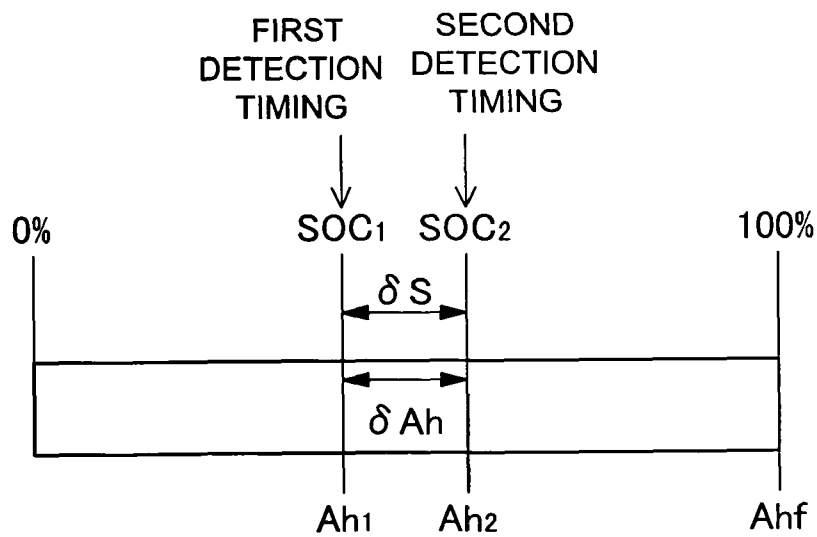 FIRST
DETECTION
TIMING
SECOND
DETECTION
TIMING
0%
SOC1
SOC2
100%
δ S
δ Ah
Ah1
Ah2
Ahf